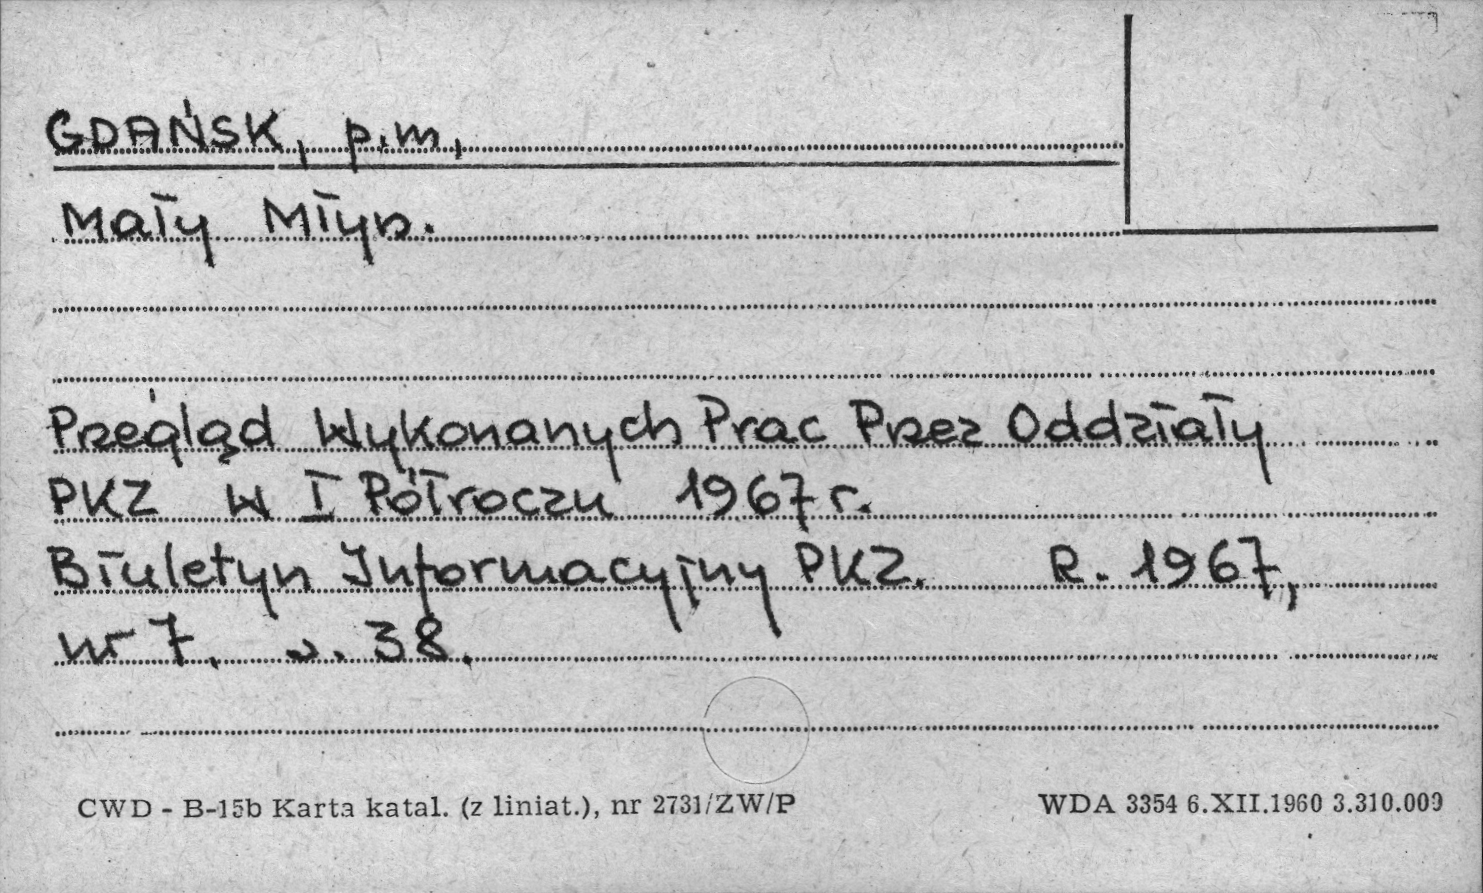 GDAŃSK, p.m,
Mały Młyn.
Przegląd Wykonanych Prac Przez Oddziały
PKZ w I Półroczu 1967 r.
Biuletyn Informacyjny PKZ. R. 1967,
nr 7. s. 38.
CWD - B-15b Karta katal. (z liniat.), nr 2731/ZW/P
WDA 3354 6.XII.1960 3.310.000